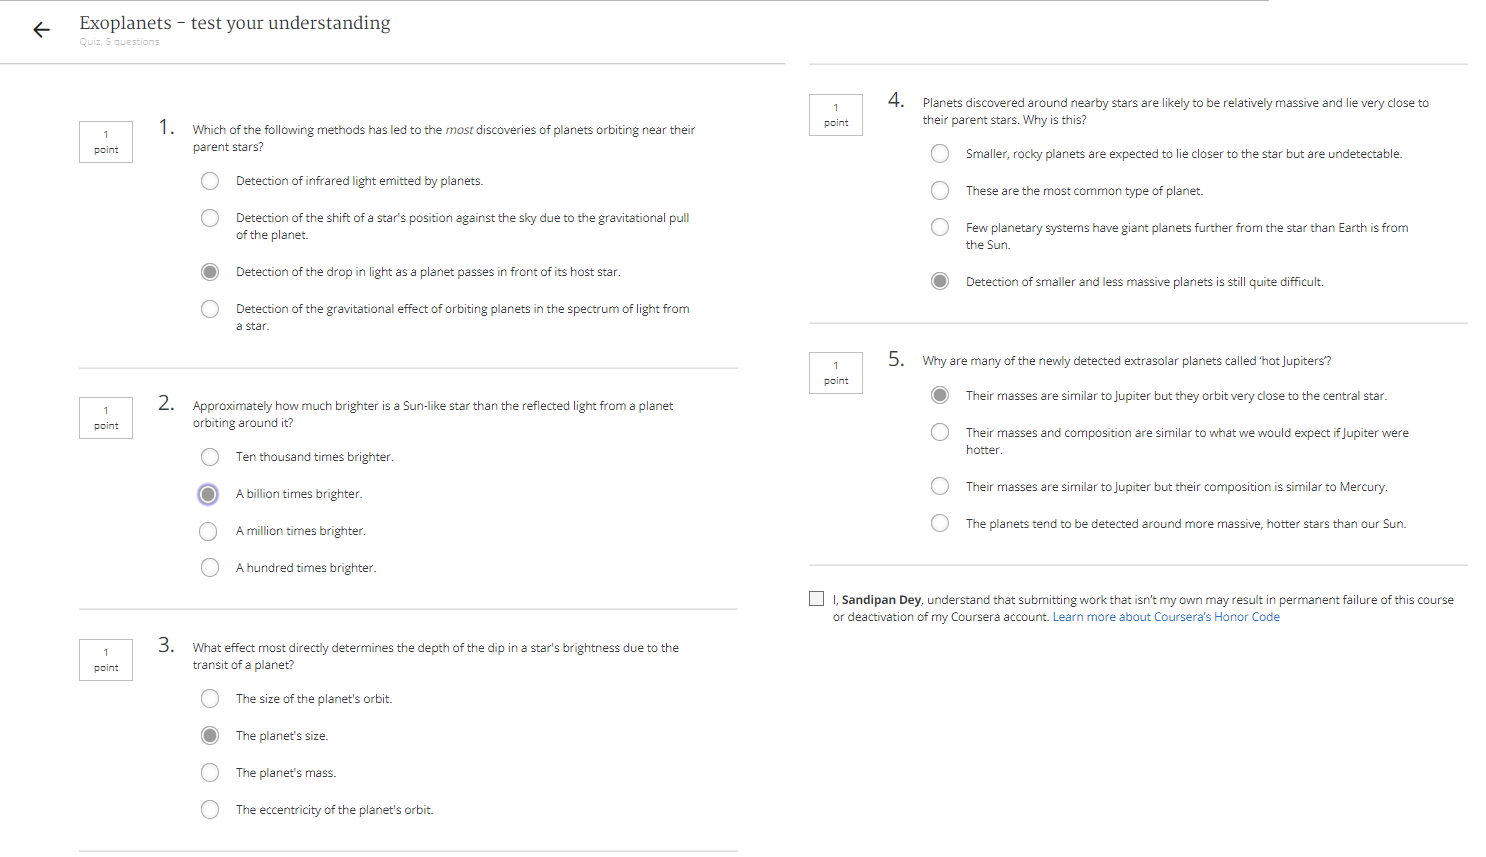 Exoplanets - test your understanding
Quiz, 5 questions
1
point
1.
Which of the following methods has led to the most discoveries of planets orbiting near their
parent stars?
Detection of infrared light emitted by planets.
Detection of the shift of a star's position against the sky due to the gravitational pull
of the planet.
Detection of the drop in light as a planet passes in front of its host star.
Detection of the gravitational effect of orbiting planets in the spectrum of light from
a star.
1
point
2.
Approximately how much brighter is a Sun-like star than the reflected light from a planet
orbiting around it?
Ten thousand times brighter.
A billion times brighter.
A million times brighter.
A hundred times brighter.
1
point
3.
What effect most directly determines the depth of the dip in a star's brightness due to the
transit of a planet?
The size of the planet's orbit.
The planet's size.
The planet's mass.
The eccentricity of the planet's orbit.
1
point
4.
Planets discovered around nearby stars are likely to be relatively massive and lie very close to
their parent stars. Why is this?
Smaller, rocky planets are expected to lie closer to the star but are undetectable.
These are the most common type of planet.
Few planetary systems have giant planets further from the star than Earth is from
the Sun.
Detection of smaller and less massive planets is still quite difficult.
1
point
5.
Why are many of the newly detected extrasolar planets called 'hot Jupiters'?
Their masses are similar to Jupiter but they orbit very close to the central star.
Their masses and composition are similar to what we would expect if Jupiter were
hotter.
Their masses are similar to Jupiter but their composition is similar to Mercury.
The planets tend to be detected around more massive, hotter stars than our Sun.
I, Sandipan Dey, understand that submitting work that isn't my own may result in permanent failure of this course
or deactivation of my Coursera account. Learn more about Coursera's Honor Code